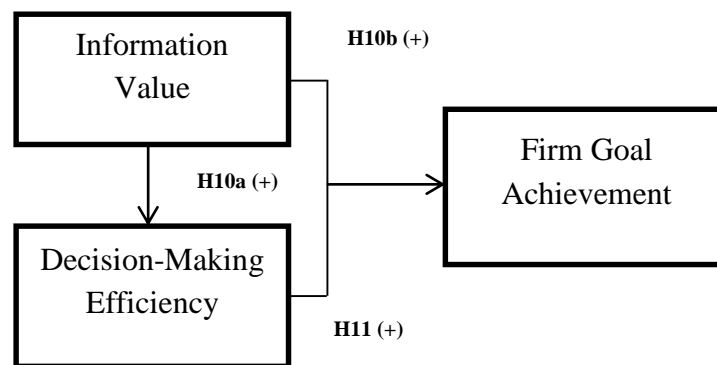 Information
Value
H10b (+)
Firm Goal
Achievement
H10a (+)
Decision-Making
Efficiency
H11 (+)